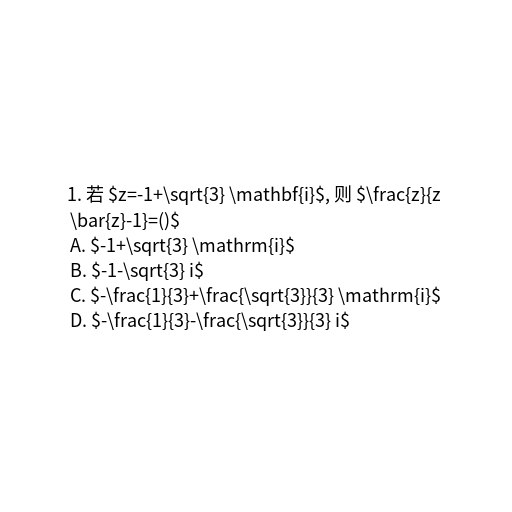 1. 若 $z=-1+\sqrt{3} \mathbf{i}$, 则 $\frac{z}{z
\bar{z}-1}=()$
A. $-1+\sqrt{3} \mathrm{i}$
B. $-1-\sqrt{3} i$
C. $-\frac{1}{3}+\frac{\sqrt{3}}{3} \mathrm{i}$
D. $-\frac{1}{3}-\frac{\sqrt{3}}{3} i$